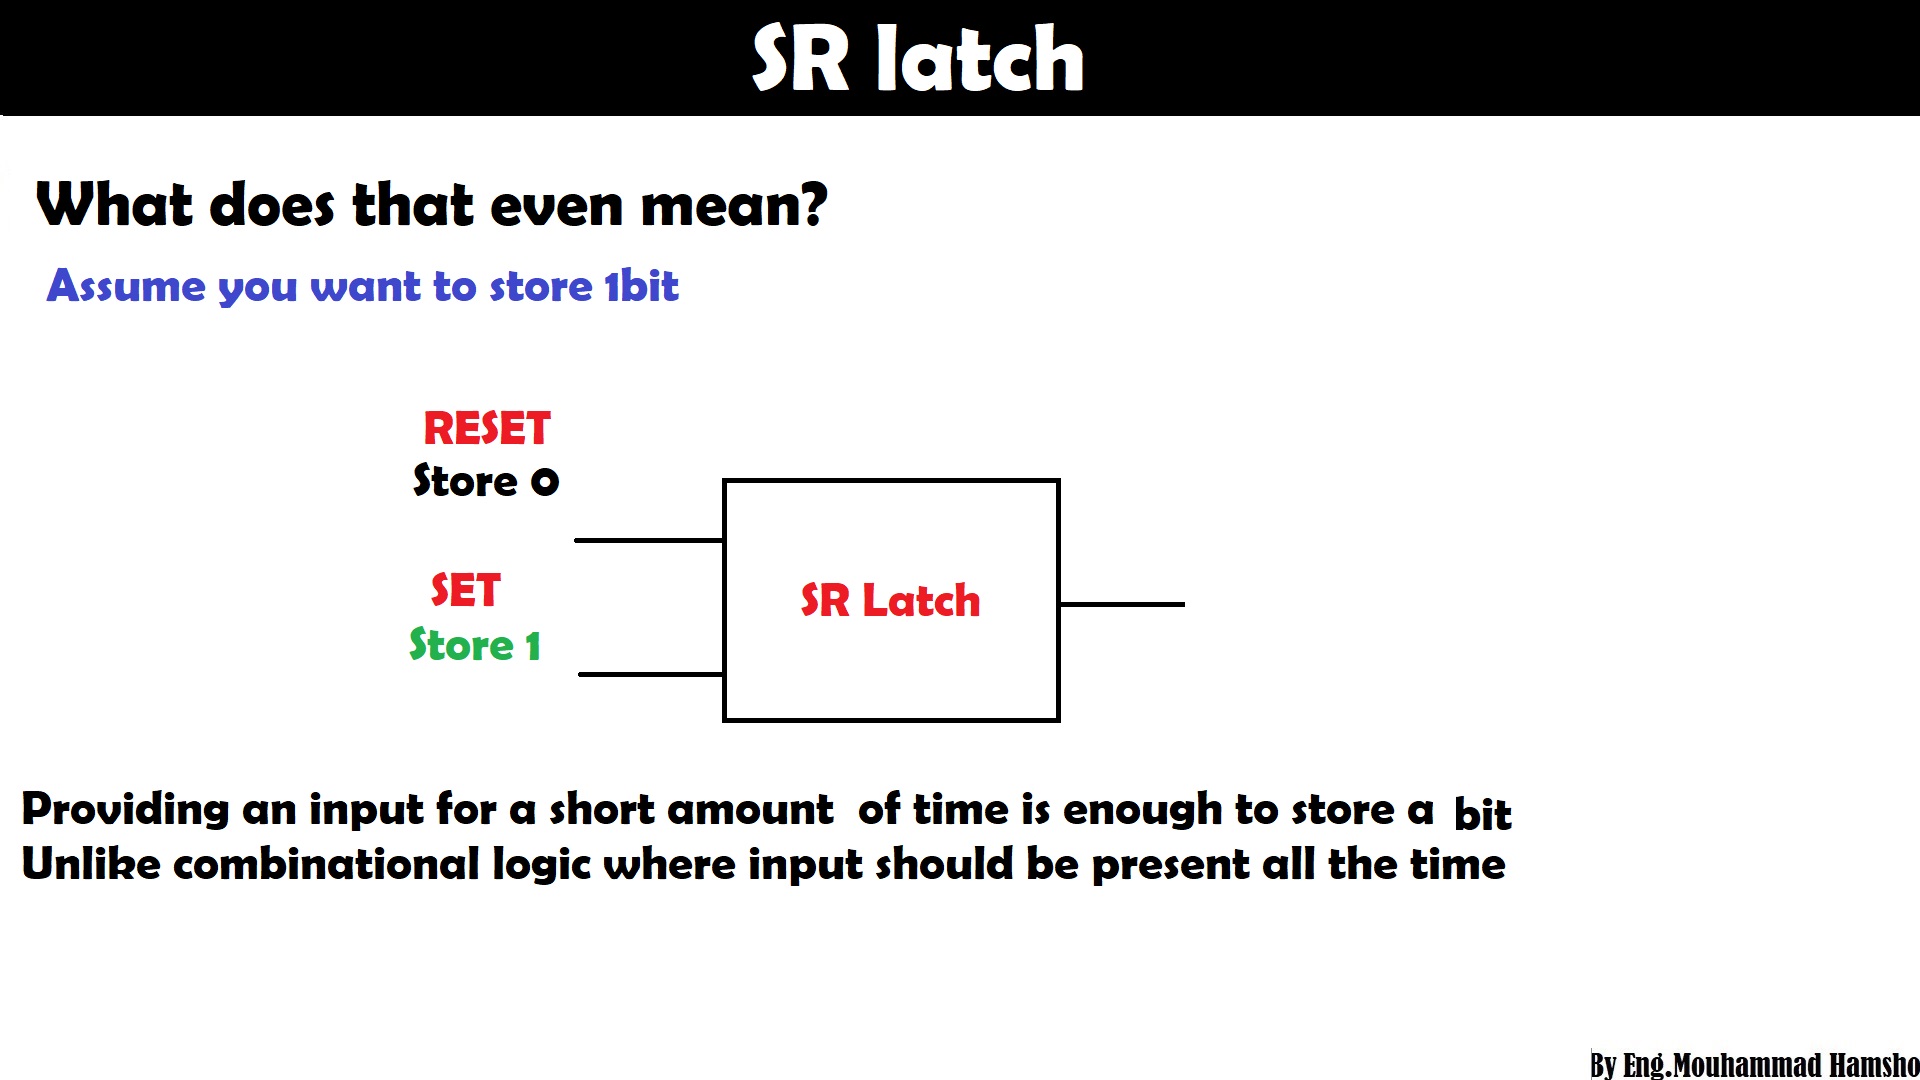 SR latch
What does that even mean?
Assume you want to store 1bit
RESET
Store 0
SET
Store 1
SR Latch
Providing an input for a short amount of time is enough to store a bit
Unlike combinational logic where input should be present all the time
By Eng.Mouhammad Hamsho